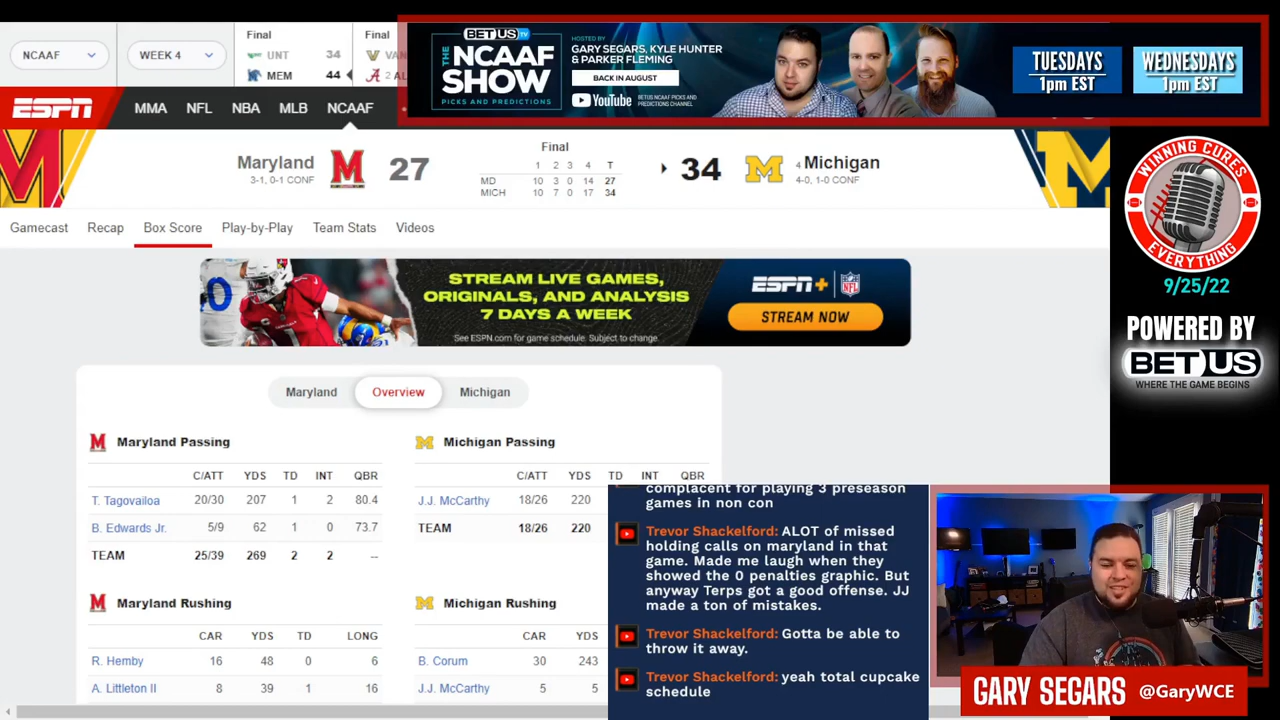 NCAAF
WEEK 4
Final
UNT 34
MEM 44
Final
VAN
2 AL
BETUS TV
THE NCAAF SHOW
PICKS AND PREDICTIONS
HOSTED BY
GARY SEGARS, KYLE HUNTER
& PARKER FLEMING
BACK IN AUGUST
YouTube BETUS NCAAF PICKS AND PREDICTIONS CHANNEL
TUESDAYS
1pm EST
WEDNESDAYS
1pm EST
ESPN MMA NFL NBA MLB NCAAF
Maryland M 27
3-1, 0-1 CONF
Final
1 2 3 4 T
MD 10 3 0 14 27
MICH 10 7 0 17 34
34 M 4 Michigan
4-0, 1-0 CONF
Gamecast Recap Box Score Play-by-Play Team Stats Videos
STREAM LIVE GAMES,
ORIGINALS, AND ANALYSIS
7 DAYS A WEEK
See ESPN.com for game schedule. Subject to change.
ESPN+ NFL
STREAM NOW
Maryland Overview Michigan
Maryland Passing
C/ATT YDS TD INT QBR
T. Tagovailoa 20/30 207 1 2 80.4
B. Edwards Jr. 5/9 62 1 0 73.7
TEAM 25/39 269 2 2 --
Michigan Passing
C/ATT YDS TD INT QBR
J.J. McCarthy 18/26 220
TEAM 18/26 220
Maryland Rushing
CAR YDS TD LONG
R. Hemby 16 48 0 6
A. Littleton II 8 39 1 16
Michigan Rushing
CAR YDS
B. Corum 30 243
J.J. McCarthy 5 5
complacent for playing 3 preseason
games in non con
Trevor Shackelford: ALOT of missed
holding calls on maryland in that
game. Made me laugh when they
showed the 0 penalties graphic. But
anyway Terps got a good offense. JJ
made a ton of mistakes.
Trevor Shackelford: Gotta be able to
throw it away.
Trevor Shackelford: yeah total cupcake
schedule
WINNING CURES
EVERYTHING
9/25/22
POWERED BY
BETUS
WHERE THE GAME BEGINS
GARY SEGARS @GaryWCE